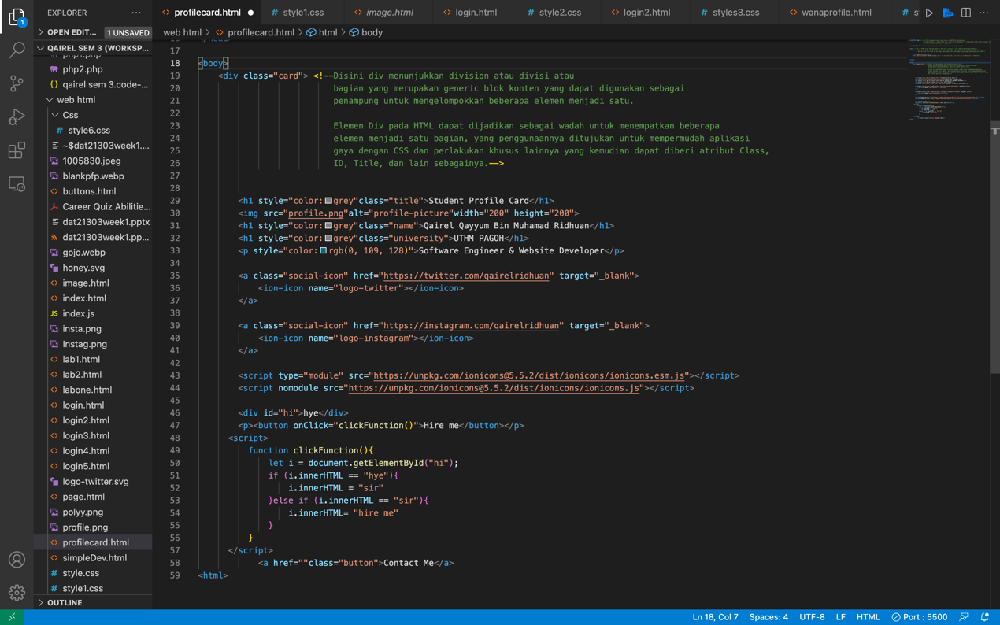 EXPLORER
profilecard.html
style1.css
image.html
login.html
style2.css
login2.html
styles3.css
wanaprofile.html
OPEN EDIT... 1 UNSAVED
web html > profilecard.html > html > body
QAIREL SEM 3 (WORKSP...
php2.php
qairel sem 3.code-...
web html
Css
style6.css
~$dat21303week1....
1005830.jpeg
blankpfp.webp
buttons.html
Career Quiz Abilitie...
dat21303week1.pptx
dat21303week1.pp...
gojo.webp
honey.svg
image.html
index.html
JS index.js
insta.png
Instag.png
lab1.html
lab2.html
labone.html
login.html
login2.html
login3.html
login4.html
login5.html
logo-twitter.svg
page.html
polyy.png
profile.png
profilecard.html
simpleDev.html
style.css
style1.css
OUTLINE
17
18 <body>
19 <div class="card"> <!--Disini div menunjukkan division atau divisi atau
20 bagian yang merupakan generic blok konten yang dapat digunakan sebagai
21 penampung untuk mengelompokkan beberapa elemen menjadi satu.
22
23 Elemen Div pada HTML dapat dijadikan sebagai wadah untuk menempatkan beberapa
24 elemen menjadi satu bagian, yang penggunaannya ditujukan untuk mempermudah aplikasi
25 gaya dengan CSS dan perlakukan khusus lainnya yang kemudian dapat diberi atribut Class,
26 ID, Title, dan lain sebagainya.-->
27
28
29 <h1 style="color:grey"class="title">Student Profile Card</h1>
30 <img src="profile.png"alt="profile-picture"width="200" height="200">
31 <h1 style="color:grey"class="name">Qairel Qayyum Bin Muhamad Ridhuan</h1>
32 <h1 style="color:grey"class="university">UTHM PAGOH</h1>
33 <p style="color:rgb(0, 109, 128)">Software Engineer & Website Developer</p>
34
35 <a class="social-icon" href="https://twitter.com/qairelridhuan" target="_blank">
36 <ion-icon name="logo-twitter"></ion-icon>
37 </a>
38
39 <a class="social-icon" href="https://instagram.com/qairelridhuan" target="_blank">
40 <ion-icon name="logo-instagram"></ion-icon>
41 </a>
42
43 <script type="module" src="https://unpkg.com/ionicons@5.5.2/dist/ionicons/ionicons.esm.js"></script>
44 <script nomodule src="https://unpkg.com/ionicons@5.5.2/dist/ionicons/ionicons.js"></script>
45
46 <div id="hi">hye</div>
47 <p><button onClick="clickFunction()">Hire me</button></p>
48 <script>
49 function clickFunction(){
50 let i = document.getElementById("hi");
51 if (i.innerHTML == "hye"){
52 i.innerHTML = "sir"
53 }else if (i.innerHTML == "sir"){
54 i.innerHTML= "hire me"
55 }
56 }
57 </script>
58 <a href=""class="button">Contact Me</a>
59 <html>
Ln 18, Col 7 Spaces: 4 UTF-8 LF HTML Port : 5500